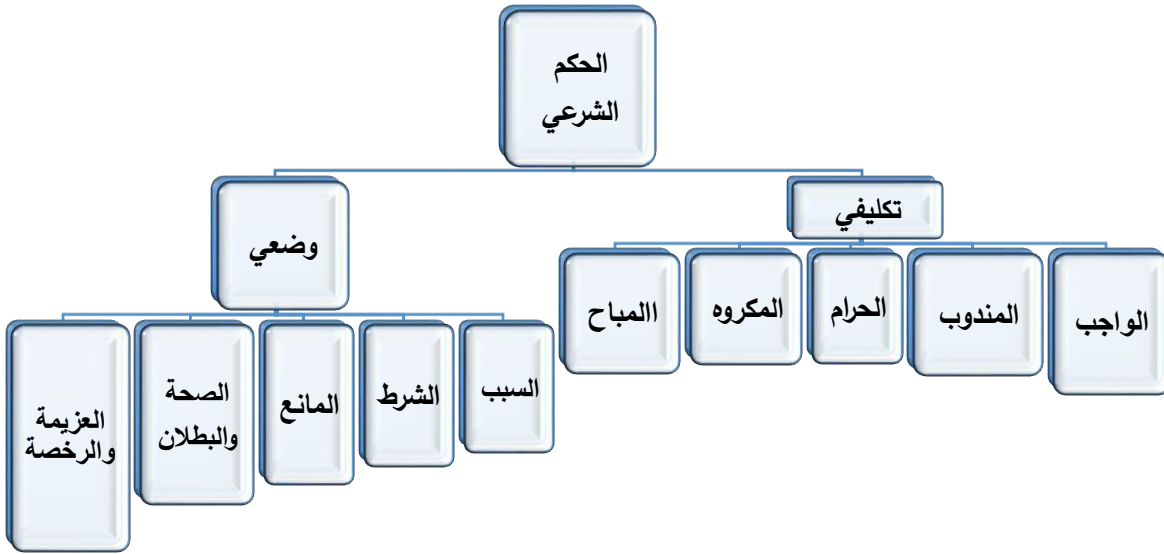 الحكم
الشرعي
تكليفي
وضعي
الواجب
المندوب
الحرام
المكروه
االمباح
السبب
الشرط
المانع
الصحة
والبطلان
العزيمة
والرخصة